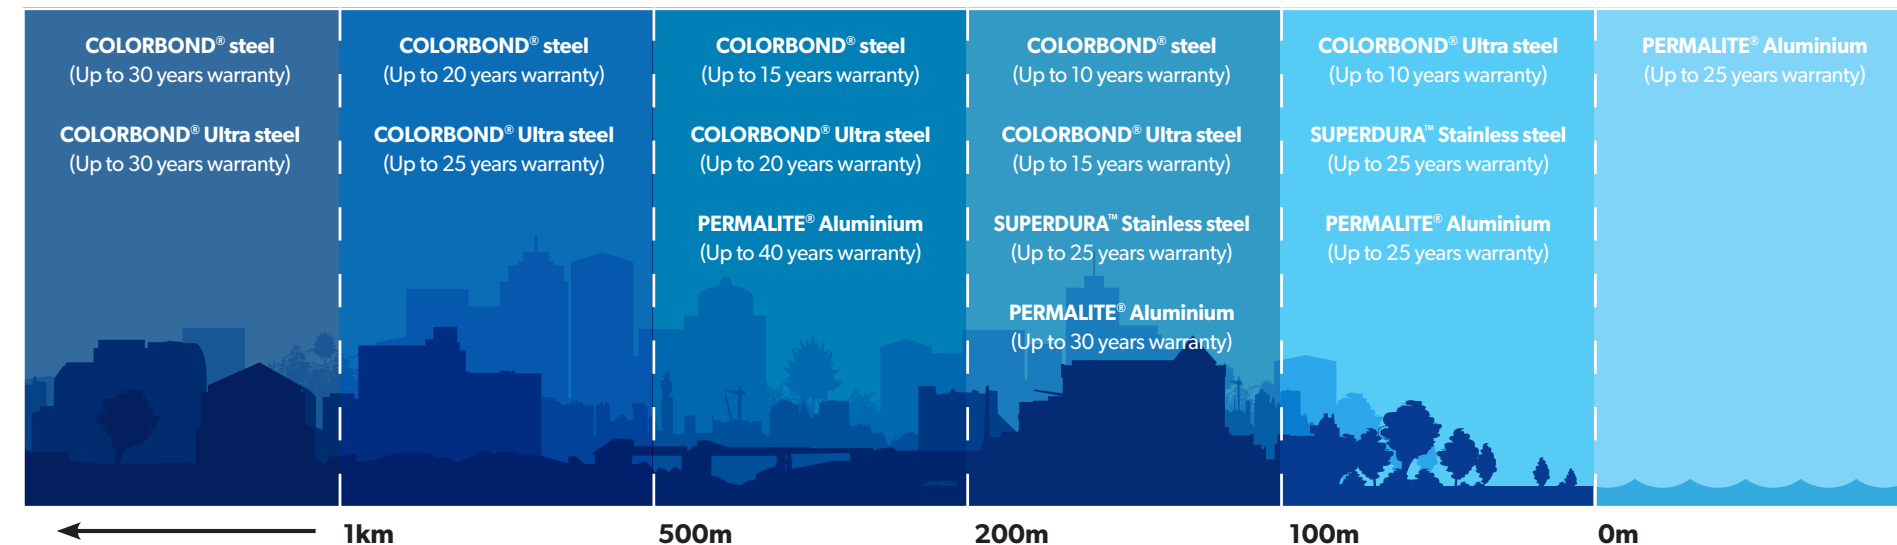 COLORBOND® steel
(Up to 30 years warranty)
COLORBOND® Ultra steel
(Up to 30 years warranty)
COLORBOND® steel
(Up to 20 years warranty)
COLORBOND® Ultra steel
(Up to 25 years warranty)
COLORBOND® steel
(Up to 15 years warranty)
COLORBOND® Ultra steel
(Up to 20 years warranty)
PERMALITE® Aluminium
(Up to 40 years warranty)
COLORBOND® steel
(Up to 10 years warranty)
COLORBOND® Ultra steel
(Up to 15 years warranty)
SUPERDURA™ Stainless steel
(Up to 25 years warranty)
PERMALITE® Aluminium
(Up to 30 years warranty)
COLORBOND® Ultra steel
(Up to 10 years warranty)
SUPERDURA™ Stainless steel
(Up to 25 years warranty)
PERMALITE® Aluminium
(Up to 25 years warranty)
PERMALITE® Aluminium
(Up to 25 years warranty)
1km
500m
200m
100m
0m